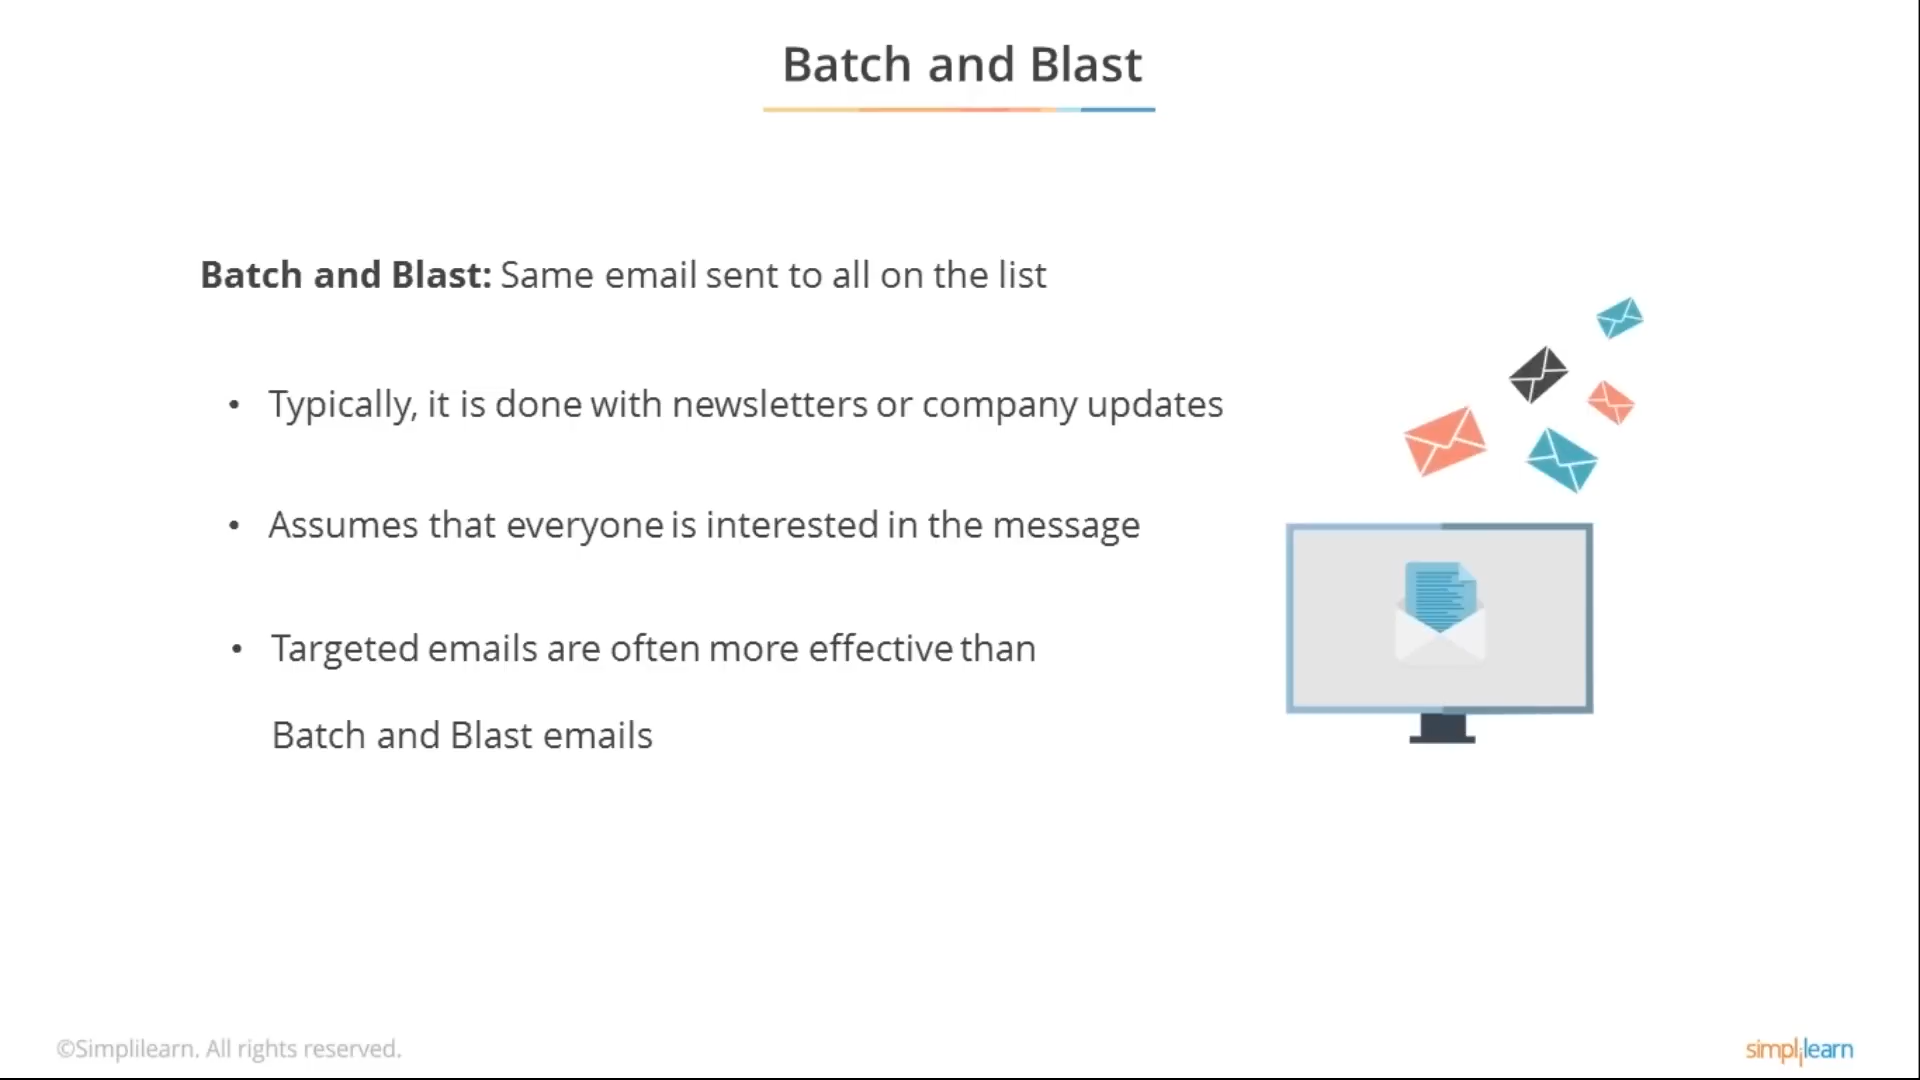 Batch and Blast
Batch and Blast: Same email sent to all on the list
• Typically, it is done with newsletters or company updates
• Assumes that everyone is interested in the message
• Targeted emails are often more effective than
Batch and Blast emails
©Simplilearn. All rights reserved.
simplilearn